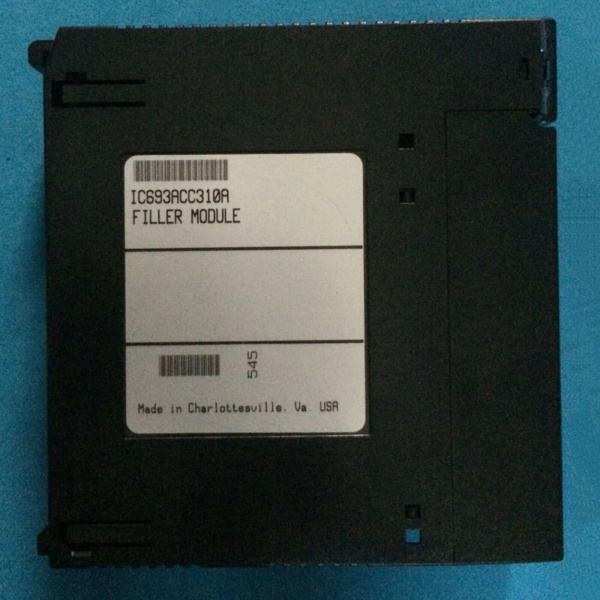 IC693ACC310A
FILLER MODULE
545
Made in Charlottesville. Va. USA